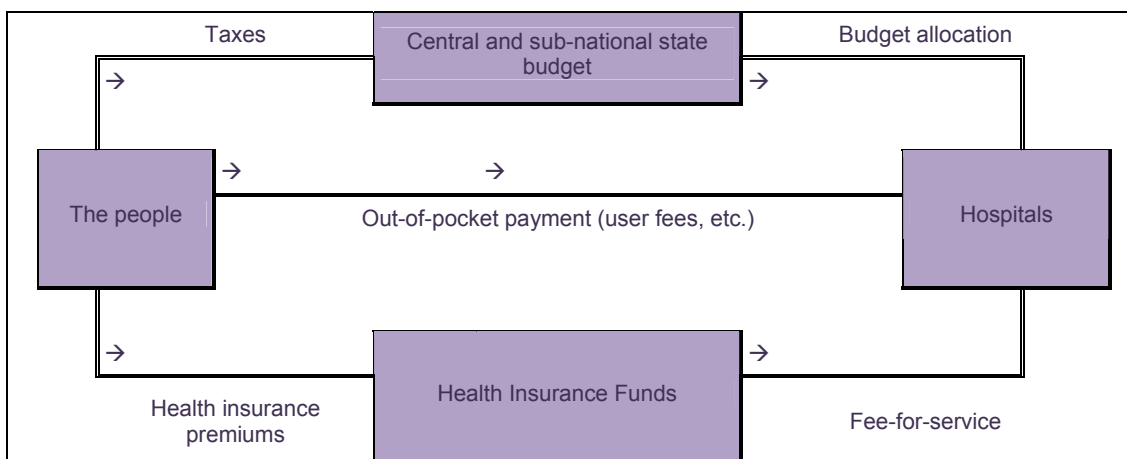 Taxes
Central and sub-national state
budget
Budget allocation
→
→
→
→
The people
Out-of-pocket payment (user fees, etc.)
Hospitals
→
→
Health Insurance Funds
Health insurance
premiums
Fee-for-service